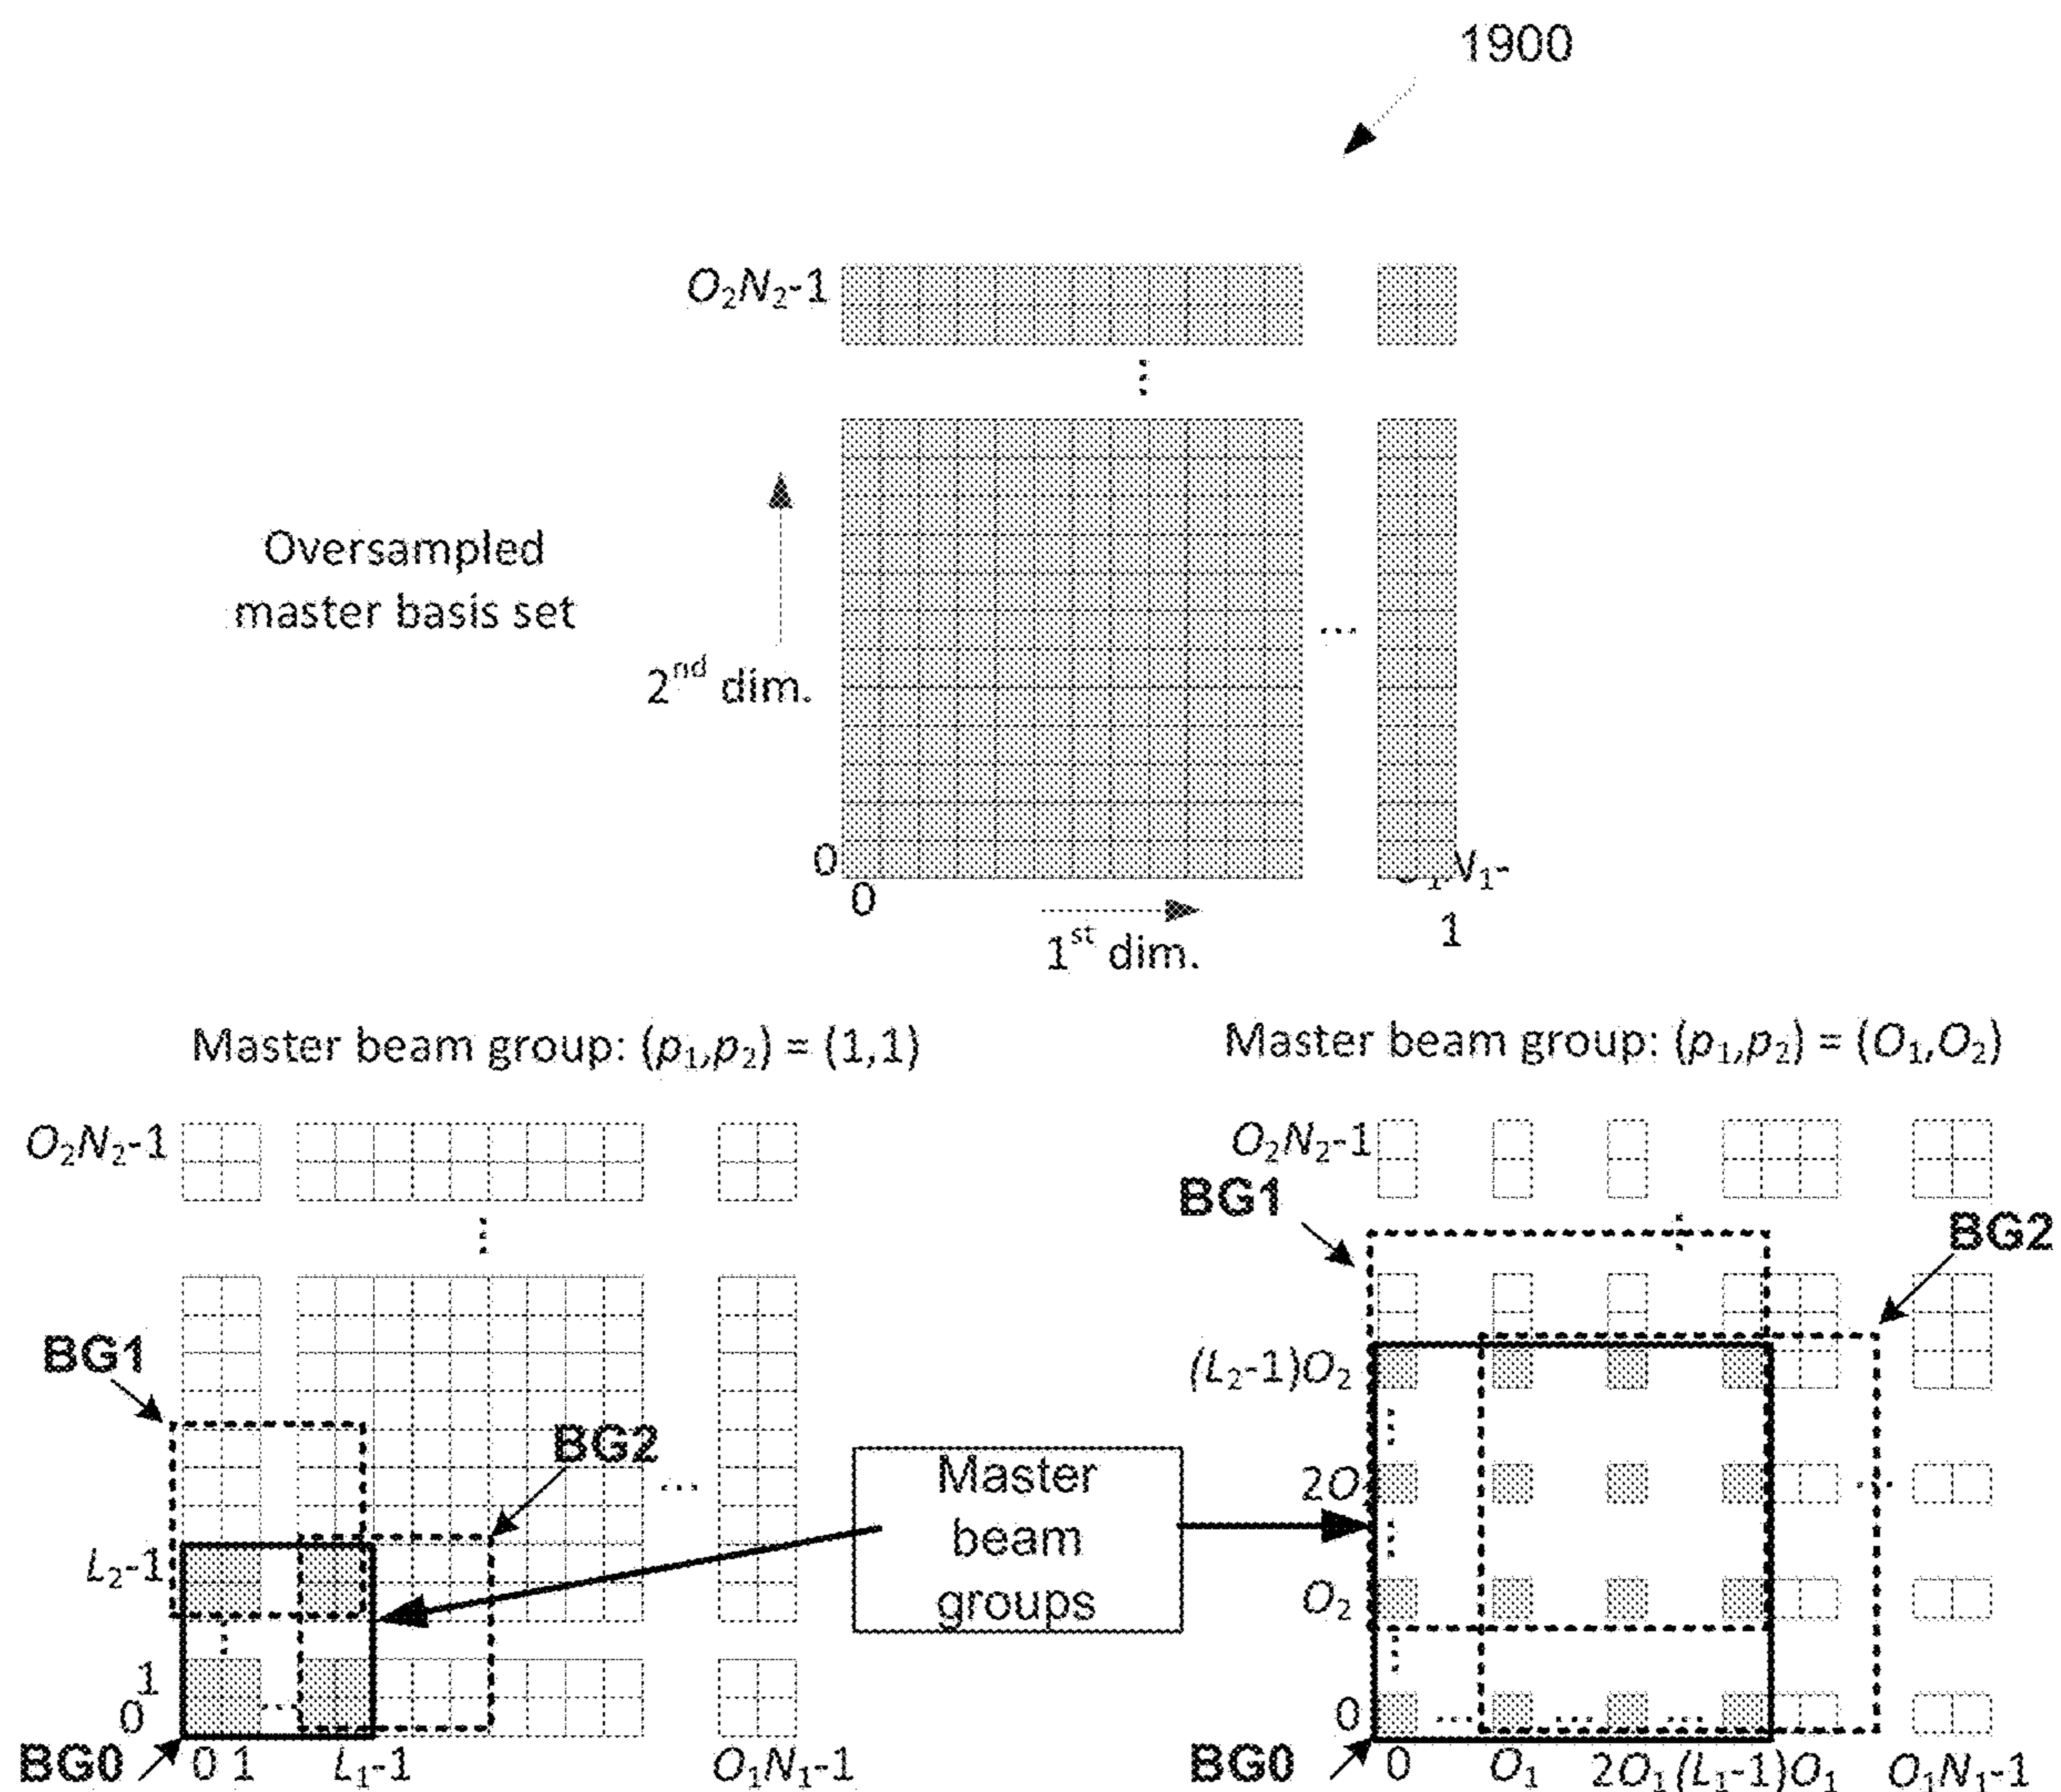 1900
O₂N₂-1
Oversampled
master basis set
2ⁿᵈ dim.
...
0
0
1
1ˢᵗ dim.
Master beam group: (p₁,p₂) = (1,1)
Master beam group: (p₁,p₂) = (O₁,O₂)
O₂N₂-1
BG1
BG2
...
L₂-1
1
0
BG0
0 1
L₁-1
O₁N₁-1
Master
beam
groups
O₂N₂-1
BG1
BG2
(L₂-1)O₂
2O
...
O₂
0
BG0
0
O₁
2O₁
(L₁-1)O₁
O₁N₁-1